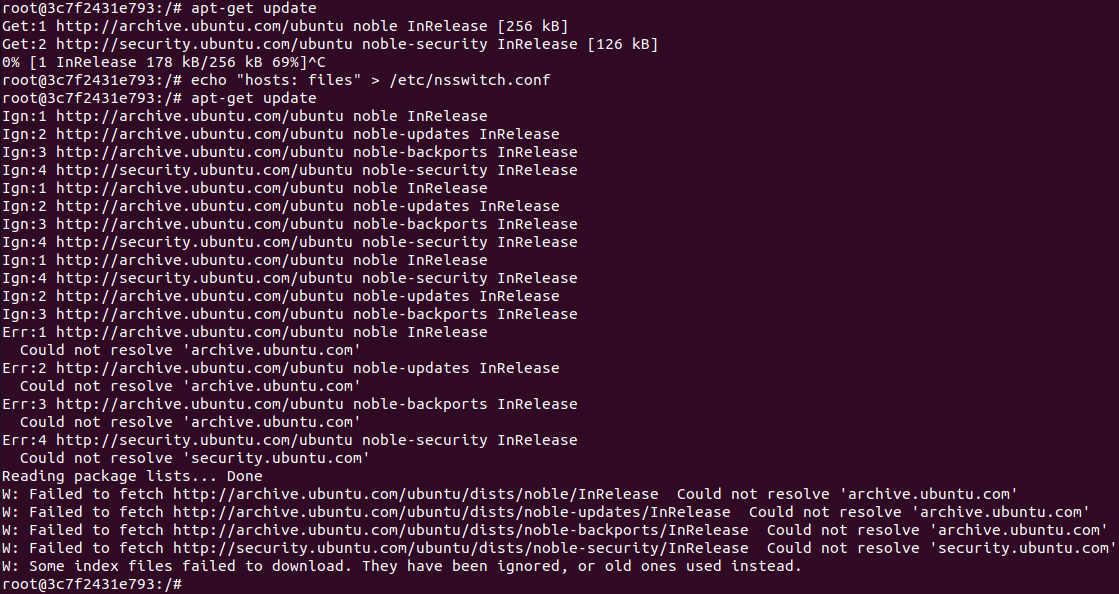 root@3c7f2431e793:/# apt-get update
Get:1 http://archive.ubuntu.com/ubuntu noble InRelease [256 kB]
Get:2 http://security.ubuntu.com/ubuntu noble-security InRelease [126 kB]
0% [1 InRelease 178 kB/256 kB 69%]^C
root@3c7f2431e793:/# echo "hosts: files" > /etc/nsswitch.conf
root@3c7f2431e793:/# apt-get update
Ign:1 http://archive.ubuntu.com/ubuntu noble InRelease
Ign:2 http://archive.ubuntu.com/ubuntu noble-updates InRelease
Ign:3 http://archive.ubuntu.com/ubuntu noble-backports InRelease
Ign:4 http://security.ubuntu.com/ubuntu noble-security InRelease
Ign:1 http://archive.ubuntu.com/ubuntu noble InRelease
Ign:2 http://archive.ubuntu.com/ubuntu noble-updates InRelease
Ign:3 http://archive.ubuntu.com/ubuntu noble-backports InRelease
Ign:4 http://security.ubuntu.com/ubuntu noble-security InRelease
Ign:1 http://archive.ubuntu.com/ubuntu noble InRelease
Ign:4 http://security.ubuntu.com/ubuntu noble-security InRelease
Ign:2 http://archive.ubuntu.com/ubuntu noble-updates InRelease
Ign:3 http://archive.ubuntu.com/ubuntu noble-backports InRelease
Err:1 http://archive.ubuntu.com/ubuntu noble InRelease
  Could not resolve 'archive.ubuntu.com'
Err:2 http://archive.ubuntu.com/ubuntu noble-updates InRelease
  Could not resolve 'archive.ubuntu.com'
Err:3 http://archive.ubuntu.com/ubuntu noble-backports InRelease
  Could not resolve 'archive.ubuntu.com'
Err:4 http://security.ubuntu.com/ubuntu noble-security InRelease
  Could not resolve 'security.ubuntu.com'
Reading package lists... Done
W: Failed to fetch http://archive.ubuntu.com/ubuntu/dists/noble/InRelease  Could not resolve 'archive.ubuntu.com'
W: Failed to fetch http://archive.ubuntu.com/ubuntu/dists/noble-updates/InRelease  Could not resolve 'archive.ubuntu.com'
W: Failed to fetch http://archive.ubuntu.com/ubuntu/dists/noble-backports/InRelease  Could not resolve 'archive.ubuntu.com'
W: Failed to fetch http://security.ubuntu.com/ubuntu/dists/noble-security/InRelease  Could not resolve 'security.ubuntu.com'
W: Some index files failed to download. They have been ignored, or old ones used instead.
root@3c7f2431e793:/#